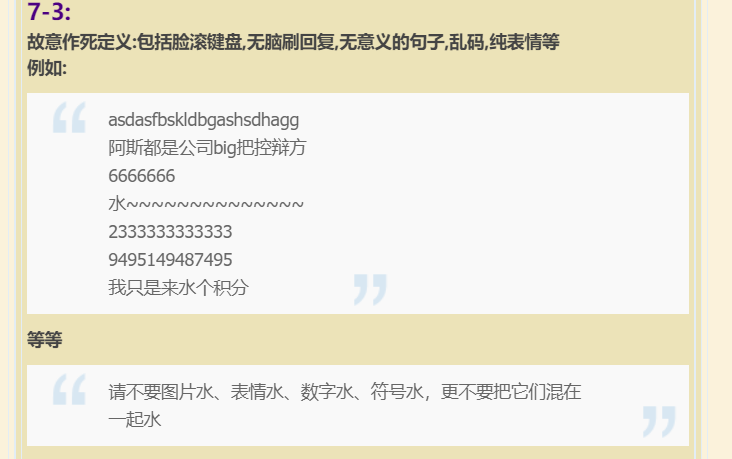 7-3:
故意作死定义:包括脸滚键盘,无脑刷回复,无意义的句子,乱码,纯表情等
例如:
asdasfbskldbgashsdhagg
阿斯都是公司big把控辩方
6666666
水~~~~~~~~~~~~~~
2333333333333
9495149487495
我只是来水个积分
等等
请不要图片水、表情水、数字水、符号水，更不要把它们混在
一起水